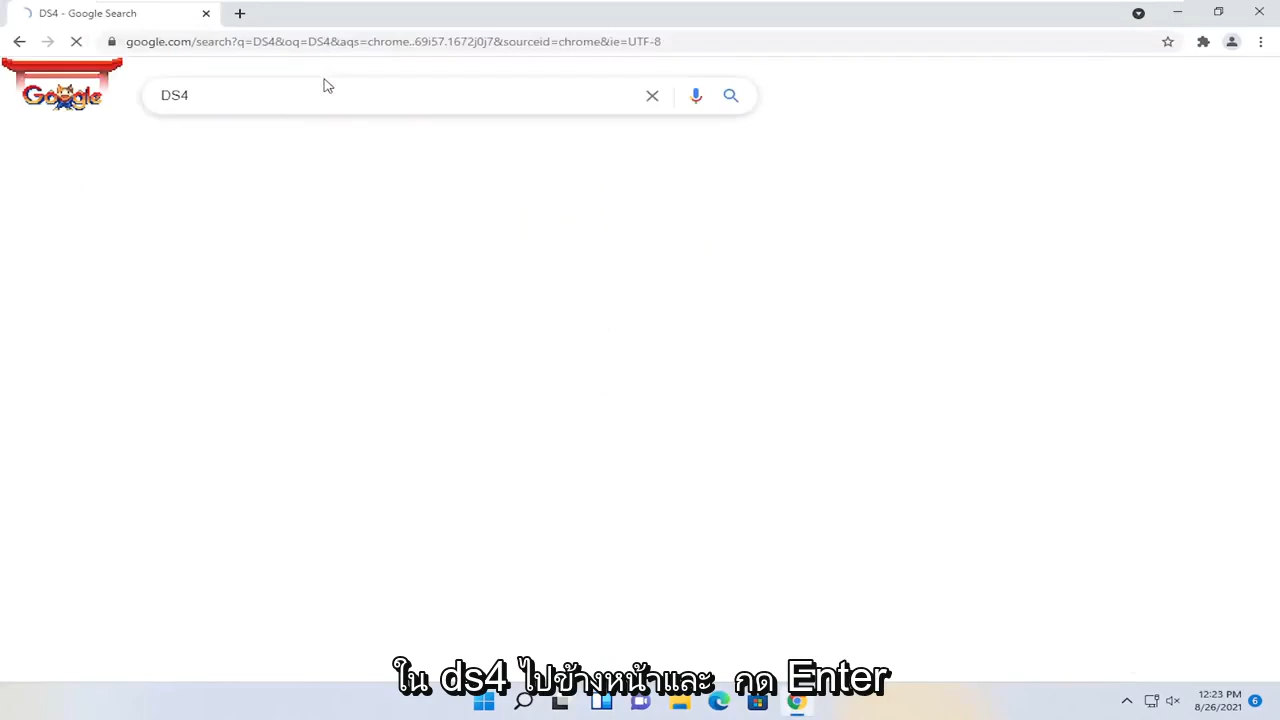 DS4 - Google Search
google.com/search?q=DS4&oq=DS4&aqs=chrome..69i57.1672j0j7&sourceid=chrome&ie=UTF-8
Google
DS4
ใน ds4 ไปข้างหน้าและ กด Enter
12:23 PM
8/26/2021
6